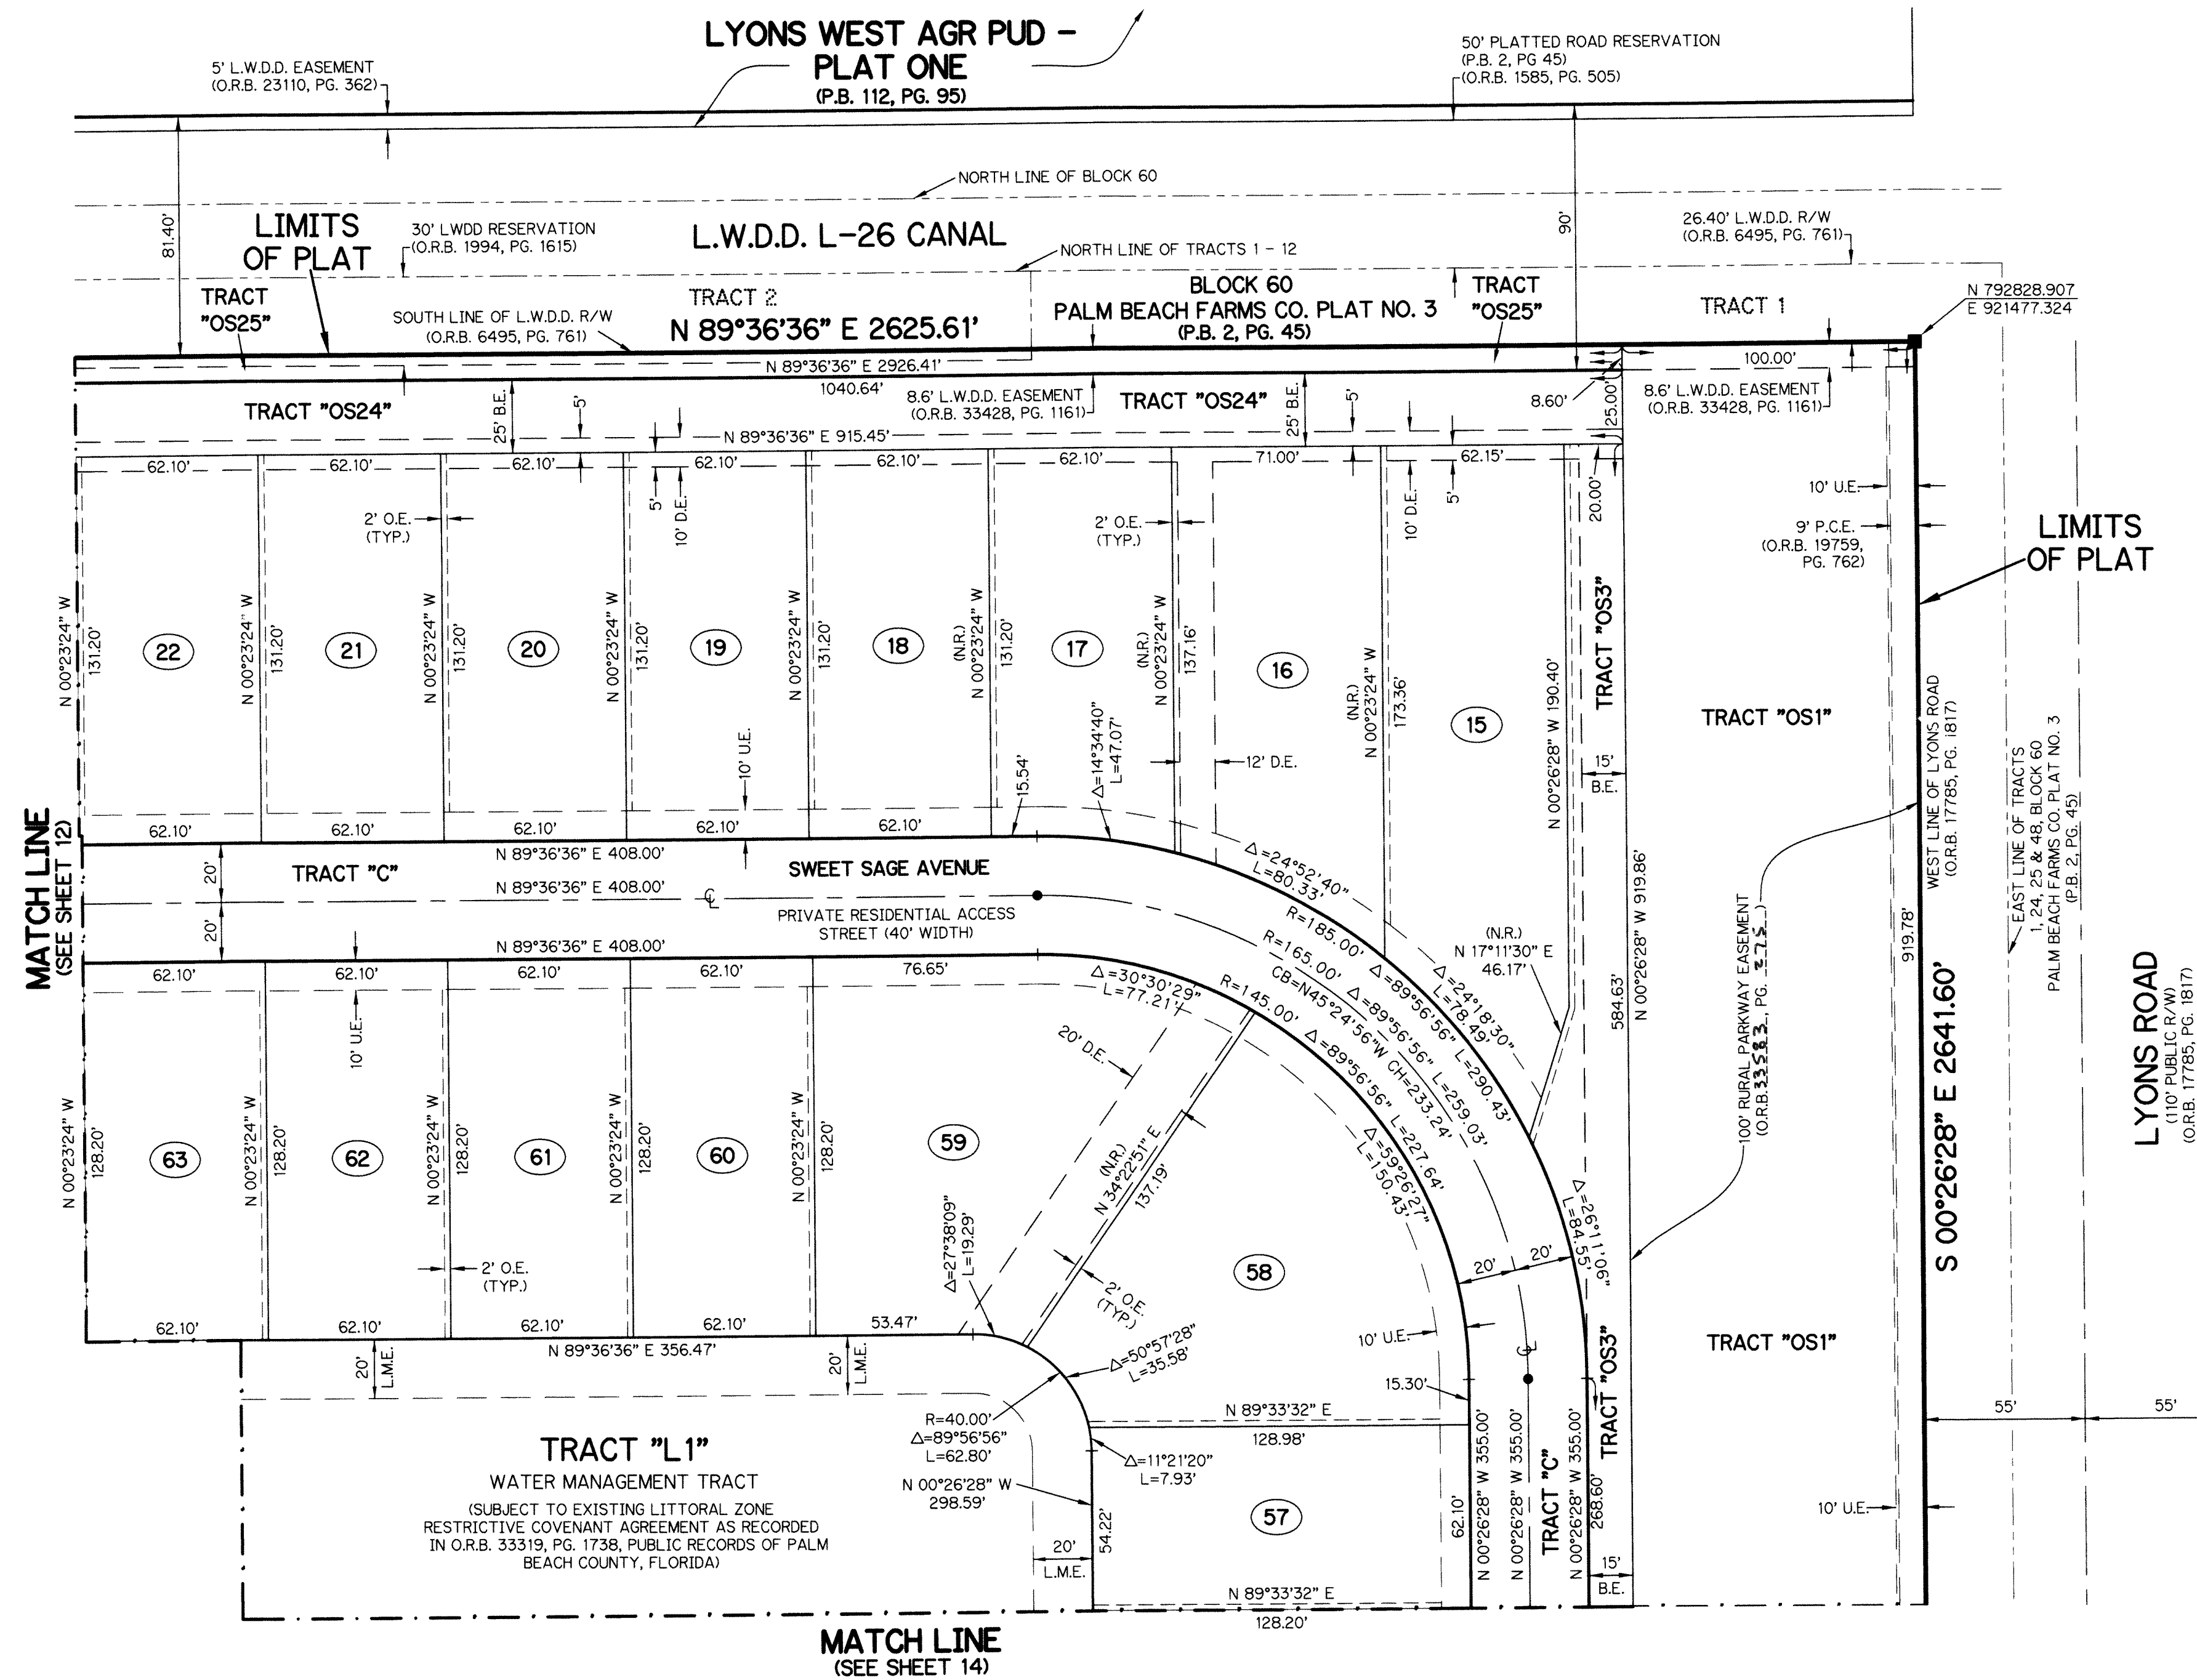 LYONS WEST AGR PUD -
PLAT ONE
(P.B. 112, PG. 95)
5' L.W.D.D. EASEMENT
(O.R.B. 23110, PG. 362)
50' PLATTED ROAD RESERVATION
(P.B. 2, PG 45)
(O.R.B. 1585, PG. 505)
NORTH LINE OF BLOCK 60
81.40'
90'
LIMITS
OF PLAT
30' LWDD RESERVATION
(O.R.B. 1994, PG. 1615)
L.W.D.D. L-26 CANAL
NORTH LINE OF TRACTS 1 - 12
26.40' L.W.D.D. R/W
(O.R.B. 6495, PG. 761)
TRACT
"OS25"
TRACT 2
BLOCK 60
PALM BEACH FARMS CO. PLAT NO. 3
(P.B. 2, PG. 45)
TRACT
"OS25"
TRACT 1
N 792828.907
E 921477.324
SOUTH LINE OF L.W.D.D. R/W
(O.R.B. 6495, PG. 761)
N 89°36'36" E 2625.61'
N 89°36'36" E 2926.41'
1040.64'
100.00'
TRACT "OS24"
25' B.E.
5'
8.6' L.W.D.D. EASEMENT
(O.R.B. 33428, PG. 1161)
TRACT "OS24"
25' B.E.
5'
8.60'
25.00'
8.6' L.W.D.D. EASEMENT
(O.R.B. 33428, PG. 1161)
N 89°36'36" E 915.45'
62.10'
62.10'
62.10'
62.10'
62.10'
62.10'
71.00'
62.15'
5'
10' D.E.
10' D.E.
5'
20.00'
2' O.E.
(TYP.)
2' O.E.
(TYP.)
10' U.E.
9' P.C.E.
(O.R.B. 19759,
PG. 762)
LIMITS
OF PLAT
N 00°23'24" W
131.20'
22
N 00°23'24" W
131.20'
21
N 00°23'24" W
131.20'
20
N 00°23'24" W
131.20'
19
N 00°23'24" W
131.20'
18
(N.R.)
N 00°23'24" W
131.20'
17
(N.R.)
N 00°23'24" W
137.16'
16
(N.R.)
N 00°23'24" W
173.36'
15
N 00°26'28" W 190.40'
TRACT "OS3"
15'
B.E.
TRACT "OS1"
10' U.E.
15.54'
Δ=14°34'40"
L=47.07'
12' D.E.
62.10'
62.10'
62.10'
62.10'
62.10'
N 89°36'36" E 408.00'
MATCH LINE
(SEE SHEET 12)
20'
20'
TRACT "C"
N 89°36'36" E 408.00'
℄
SWEET SAGE AVENUE
PRIVATE RESIDENTIAL ACCESS
STREET (40' WIDTH)
N 89°36'36" E 408.00'
Δ=24°52'40"
L=80.33'
R=185.00' Δ=89°56'56" L=290.43'
R=165.00' Δ=89°56'56" L=259.03'
CB=N45°24'56"W CH=233.24'
R=145.00' Δ=89°56'56" L=227.64'
Δ=24°18'30"
L=78.49'
(N.R.)
N 17°11'30" E
46.17'
584.63'
N 00°26'28" W 919.86'
100' RURAL PARKWAY EASEMENT
(O.R.B. 33583, PG. 275)
WEST LINE OF LYONS ROAD
(O.R.B. 17785, PG. 1817)
919.78'
S 00°26'28" E 2641.60'
EAST LINE OF TRACTS
1, 24, 25 & 48, BLOCK 60
PALM BEACH FARMS CO. PLAT NO. 3
(P.B. 2, PG. 45)
LYONS ROAD
(110' PUBLIC R/W)
(O.R.B. 17785, PG. 1817)
62.10'
62.10'
62.10'
62.10'
76.65'
10' U.E.
Δ=30°30'29"
L=77.21'
20' D.E.
N 00°23'24" W
128.20'
63
N 00°23'24" W
128.20'
62
N 00°23'24" W
128.20'
61
N 00°23'24" W
128.20'
60
N 00°23'24" W
128.20'
59
(N.R.)
N 34°22'51" E
137.19'
Δ=59°26'27"
L=150.43'
Δ=26°11'06"
L=84.55'
20'
20'
2' O.E.
(TYP.)
Δ=27°38'09"
L=19.29'
2' O.E.
(TYP.)
58
10' U.E.
62.10'
62.10'
62.10'
62.10'
53.47'
N 89°36'36" E 356.47'
20'
L.M.E.
20'
L.M.E.
Δ=50°57'28"
L=35.58'
℄
TRACT "OS3"
TRACT "OS1"
15.30'
R=40.00'
Δ=89°56'56"
L=62.80'
N 89°33'32" E
128.98'
55'
55'
TRACT "L1"
WATER MANAGEMENT TRACT
(SUBJECT TO EXISTING LITTORAL ZONE
RESTRICTIVE COVENANT AGREEMENT AS RECORDED
IN O.R.B. 33319, PG. 1738, PUBLIC RECORDS OF PALM
BEACH COUNTY, FLORIDA)
N 00°26'28" W
298.59'
Δ=11°21'20"
L=7.93'
54.22'
20'
L.M.E.
57
62.10'
N 00°26'28" W 355.00'
N 00°26'28" W 355.00'
TRACT "C"
N 00°26'28" W 355.00'
268.60'
15'
B.E.
10' U.E.
N 89°33'32" E
128.20'
MATCH LINE
(SEE SHEET 14)